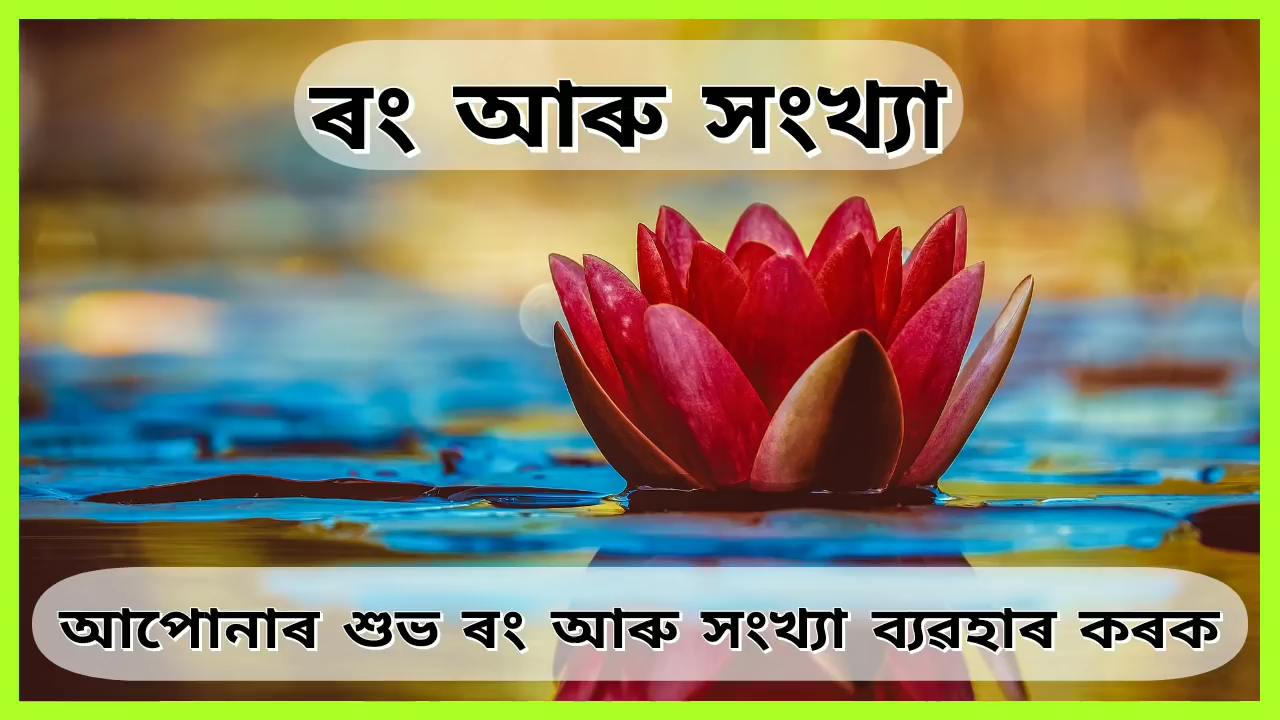 ৰং আৰু সংখ্যা
আপোনাৰ শুভ ৰং আৰু সংখ্যা ব্যৱহাৰ কৰক